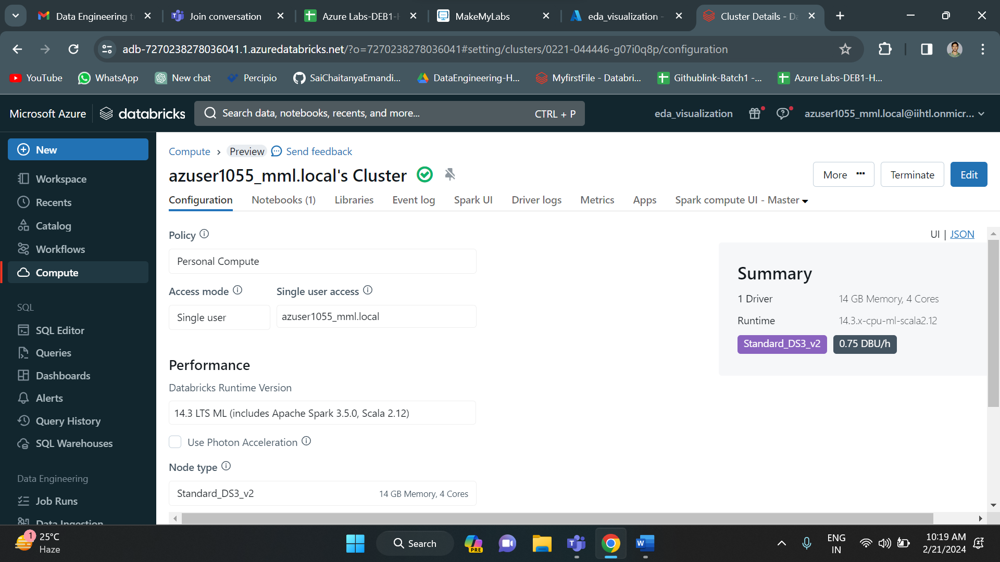 Data Engineering t
Join conversation
Azure Labs-DEB1-
MakeMyLabs
eda_visualization -
Cluster Details - Da
adb-7270238278036041.1.azuredatabricks.net/?o=7270238278036041#setting/clusters/0221-044446-g07i0q8p/configuration
YouTube
WhatsApp
New chat
Percipio
SaiChaitanyaEmandi...
DataEngineering-H...
MyfirstFile - Databri...
Githublink-Batch1 -...
Azure Labs-DEB1-H...
Microsoft Azure
databricks
Search data, notebooks, recents, and more...
CTRL + P
eda_visualization
azuser1055_mml.local@iihtl.onmicr...
New
Workspace
Recents
Catalog
Workflows
Compute
SQL
SQL Editor
Queries
Dashboards
Alerts
Query History
SQL Warehouses
Data Engineering
Job Runs
Data Ingestion
Compute › Preview Send feedback
azuser1055_mml.local's Cluster
More
Terminate
Edit
Configuration
Notebooks (1)
Libraries
Event log
Spark UI
Driver logs
Metrics
Apps
Spark compute UI - Master
UI | JSON
Policy
Personal Compute
Access mode
Single user access
Single user
azuser1055_mml.local
Performance
Databricks Runtime Version
14.3 LTS ML (includes Apache Spark 3.5.0, Scala 2.12)
Use Photon Acceleration
Node type
Standard_DS3_v2
14 GB Memory, 4 Cores
Summary
1 Driver
14 GB Memory, 4 Cores
Runtime
14.3.x-cpu-ml-scala2.12
Standard_DS3_v2
0.75 DBU/h
1
25°C
Haze
Search
PRE
ENG
IN
10:19 AM
2/21/2024